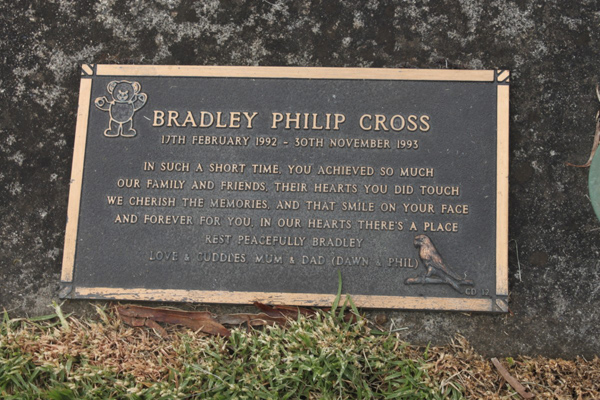 BRADLEY PHILIP CROSS
17TH FEBRUARY 1992 - 30TH NOVEMBER 1993
IN SUCH A SHORT TIME, YOU ACHIEVED SO MUCH
OUR FAMILY AND FRIENDS, THEIR HEARTS YOU DID TOUCH
WE CHERISH THE MEMORIES, AND THAT SMILE ON YOUR FACE
AND FOREVER FOR YOU, IN OUR HEARTS THERE'S A PLACE
REST PEACEFULLY BRADLEY
LOVE & CUDDLES, MUM & DAD (DAWN & PHIL)